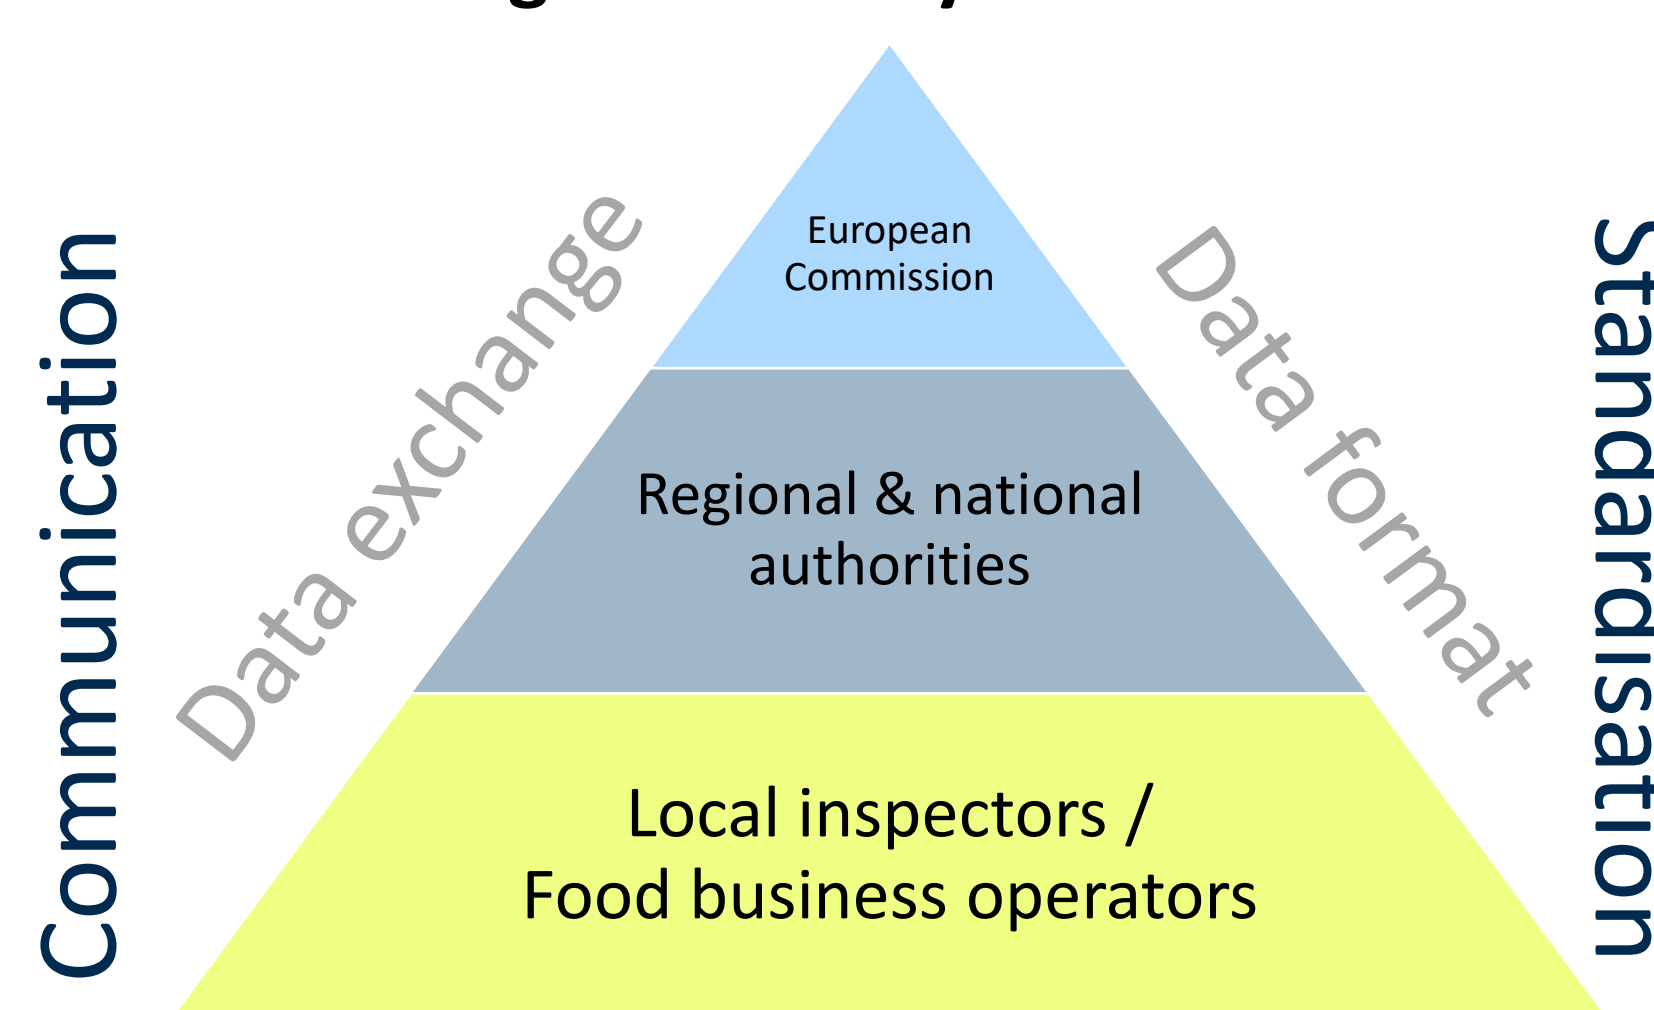 Communication
Data exchange
European
Commission
Regional & national
authorities
Local inspectors /
Food business operators
Data format
Standardisation